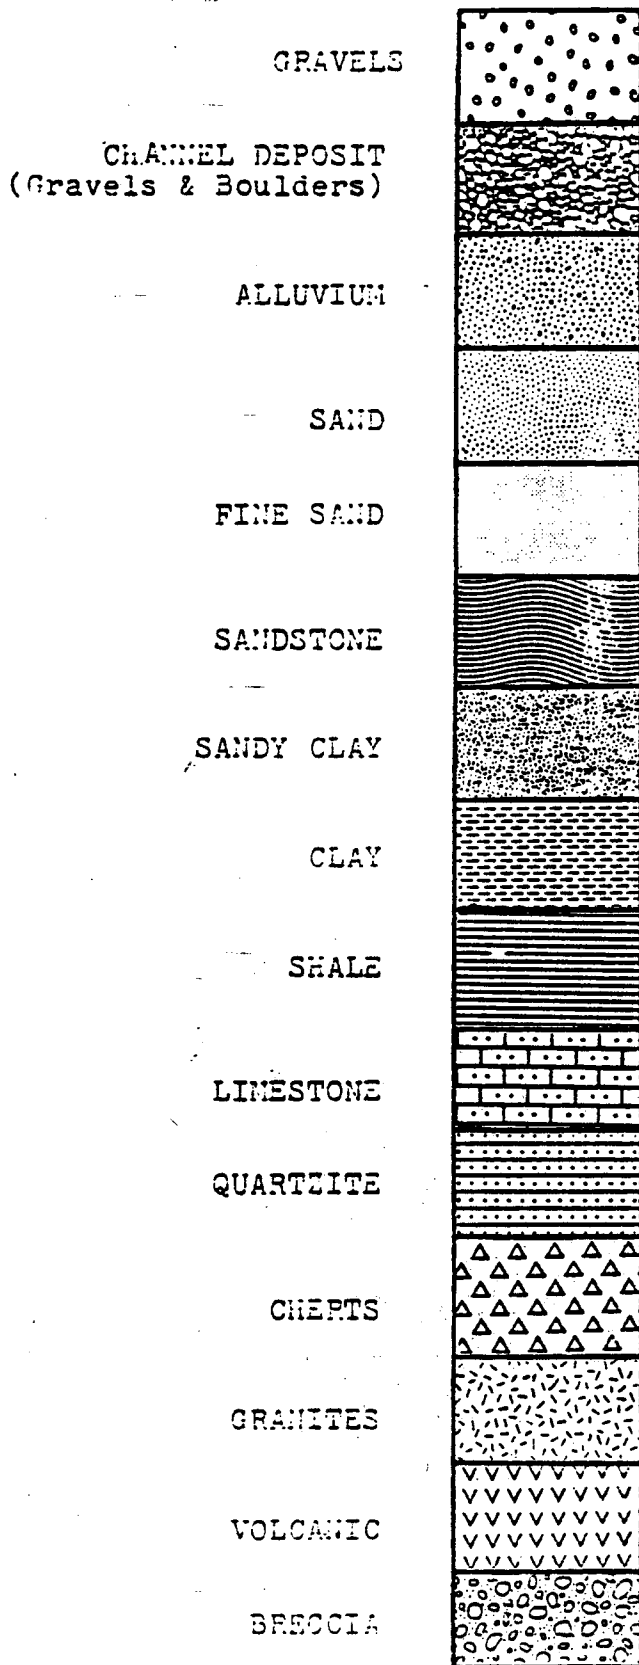 GRAVELS
CHANNEL DEPOSIT
(Gravels & Boulders)
ALLUVIUM
SAND
FINE SAND
SANDSTONE
SANDY CLAY
CLAY
SHALE
LIMESTONE
QUARTZITE
CHERTS
GRANITES
VOLCANIC
BRECCIA